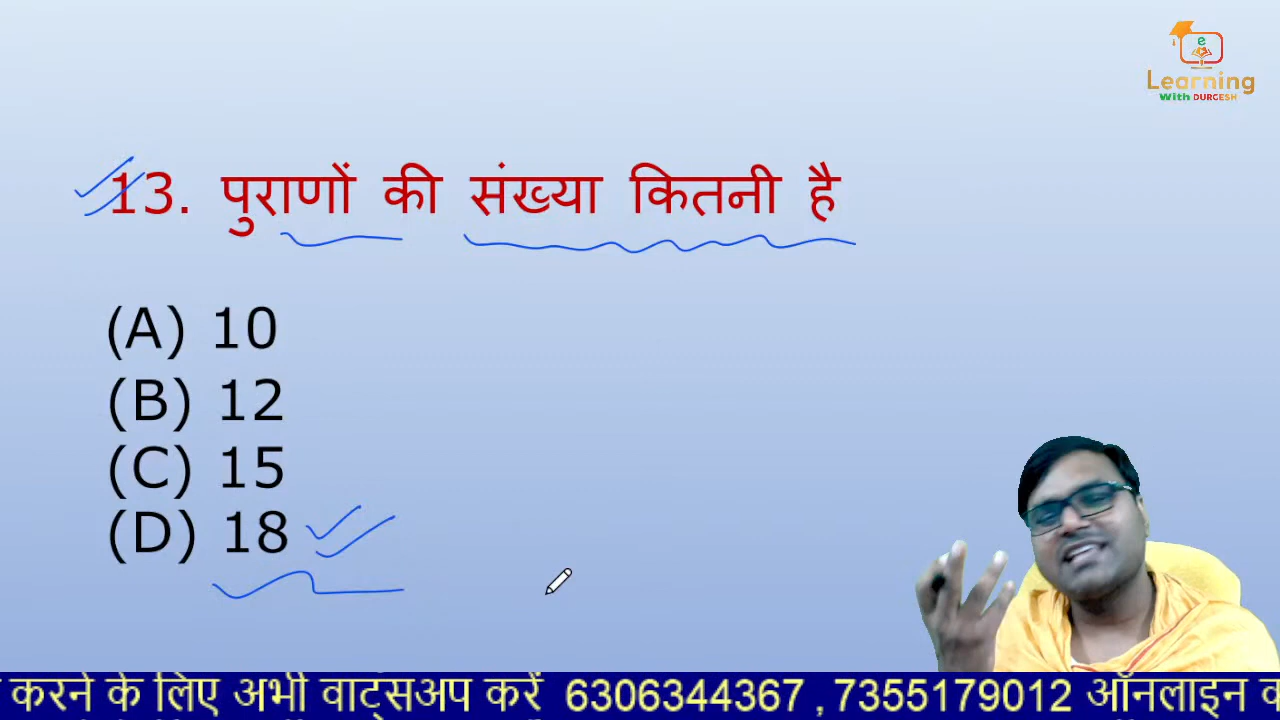 e
Learning
With DURGESH
13. पुराणों की संख्या कितनी है
(A) 10
(B) 12
(C) 15
(D) 18
करने के लिए अभी वाट्सअप करें 6306344367 , 7355179012 ऑनलाइन